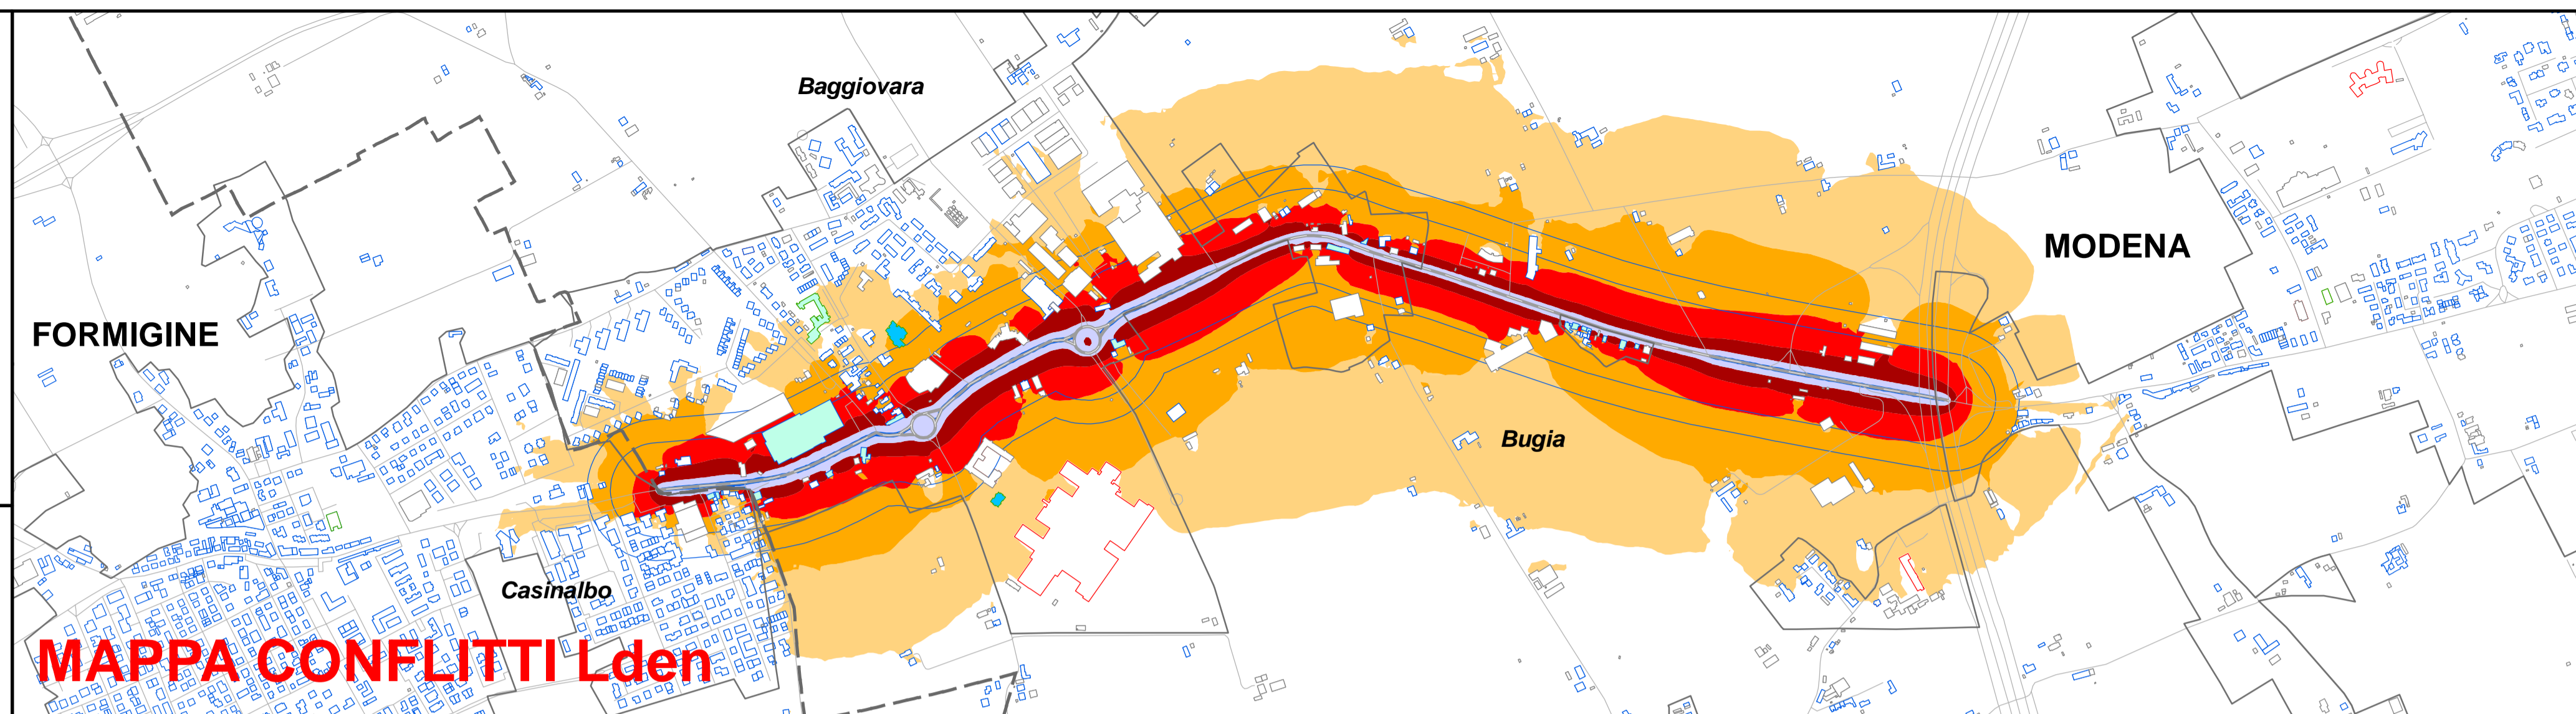 Baggiovara
MODENA
FORMIGINE
Bugia
Casinalbo
MAPPA CONFLITTI Lden